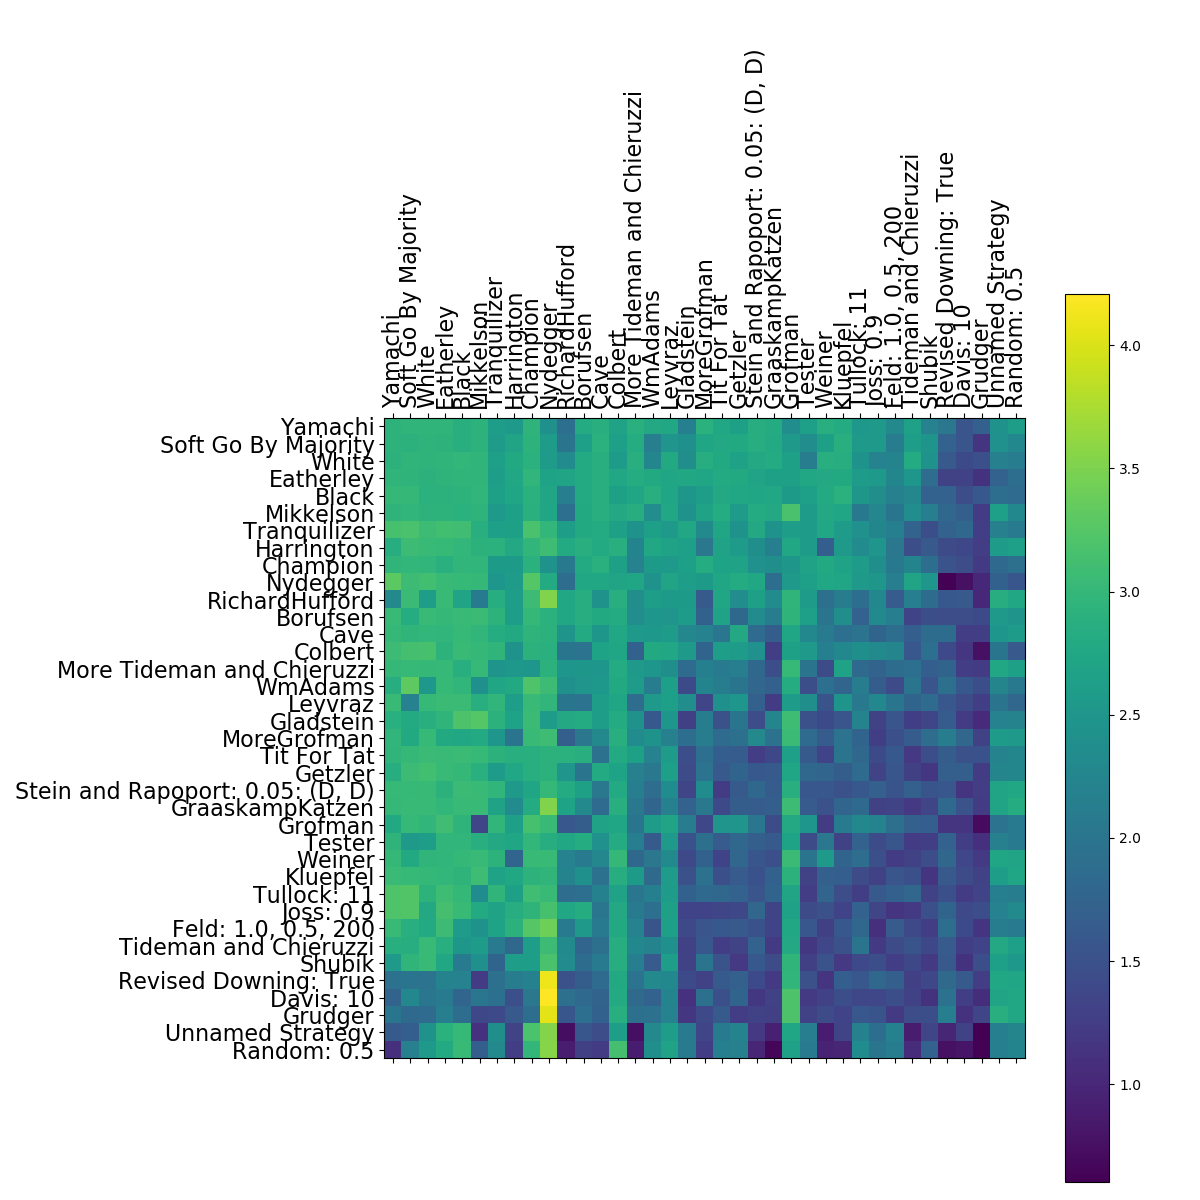 Yamachi
Soft Go By Majority
White
Eatherley
Black
Mikkelson
Tranquilizer
Harrington
Champion
Nydegger
RichardHufford
Borufsen
Cave
Colbert
More Tideman and Chieruzzi
WmAdams
Leyvraz
Gladstein
MoreGrofman
Tit For Tat
Getzler
Stein and Rapoport: 0.05: (D, D)
GraaskampKatzen
Grofman
Tester
Weiner
Kluepfel
Tullock: 11
Joss: 0.9
Feld: 1.0, 0.5, 200
Tideman and Chieruzzi
Shubik
Revised Downing: True
Davis: 10
Grudger
Unnamed Strategy
Random: 0.5
Yamachi
Soft Go By Majority
White
Eatherley
Black
Mikkelson
Tranquilizer
Harrington
Champion
Nydegger
RichardHufford
Borufsen
Cave
Colbert
More Tideman and Chieruzzi
WmAdams
Leyvraz
Gladstein
MoreGrofman
Tit For Tat
Getzler
Stein and Rapoport: 0.05: (D, D)
GraaskampKatzen
Grofman
Tester
Weiner
Kluepfel
Tullock: 11
Joss: 0.9
Feld: 1.0, 0.5, 200
Tideman and Chieruzzi
Shubik
Revised Downing: True
Davis: 10
Grudger
Unnamed Strategy
Random: 0.5
4.0
3.5
3.0
2.5
2.0
1.5
1.0